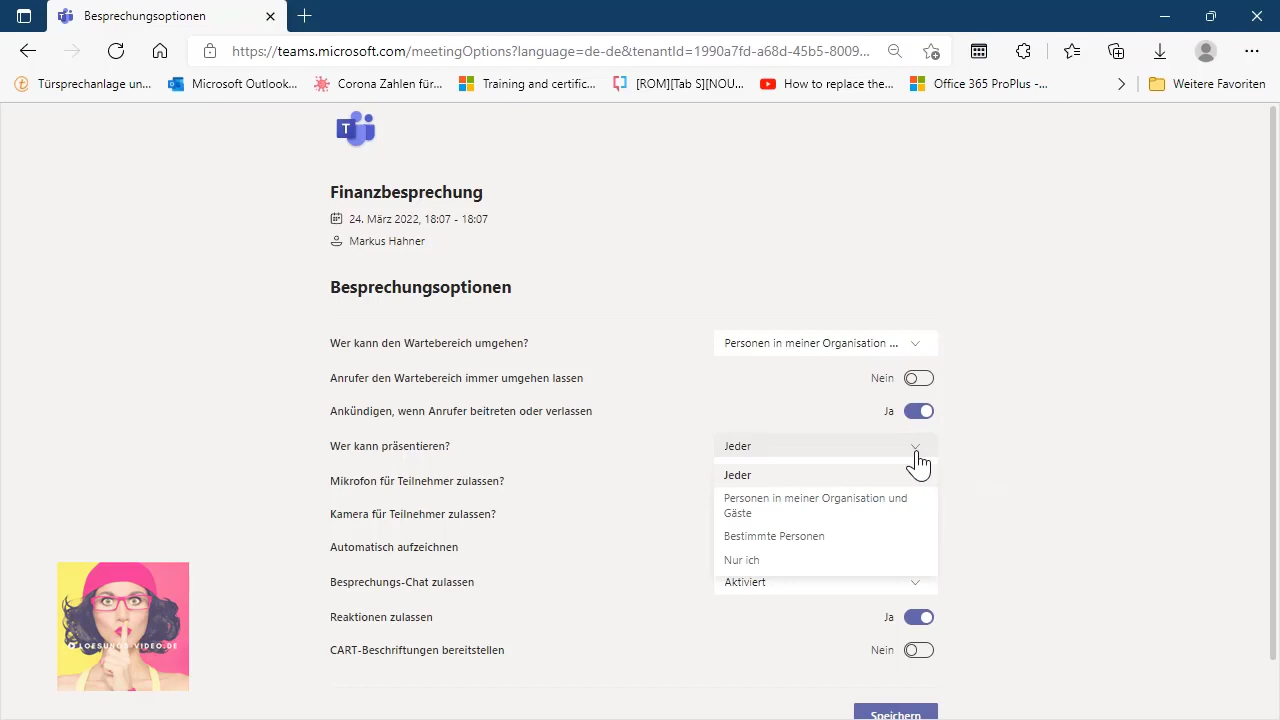 Besprechungsoptionen
https://teams.microsoft.com/meetingOptions?language=de-de&tenantId=1990a7fd-a68d-45b5-8009...
Türsprechanlage un...
Microsoft Outlook...
Corona Zahlen für...
Training and certific...
[ROM][Tab S][NOU...
How to replace the...
Office 365 ProPlus -...
Weitere Favoriten
T
Finanzbesprechung
24. März 2022, 18:07 - 18:07
Markus Hahner
Besprechungsoptionen
Wer kann den Wartebereich umgehen?
Personen in meiner Organisation ...
Anrufer den Wartebereich immer umgehen lassen
Nein
Ankündigen, wenn Anrufer beitreten oder verlassen
Ja
Wer kann präsentieren?
Jeder
Jeder
Mikrofon für Teilnehmer zulassen?
Personen in meiner Organisation und
Gäste
Kamera für Teilnehmer zulassen?
Bestimmte Personen
Automatisch aufzeichnen
Nur ich
Besprechungs-Chat zulassen
Aktiviert
Reaktionen zulassen
Ja
CART-Beschriftungen bereitstellen
Nein
LOESUNGS-VIDEO.DE
Speichern